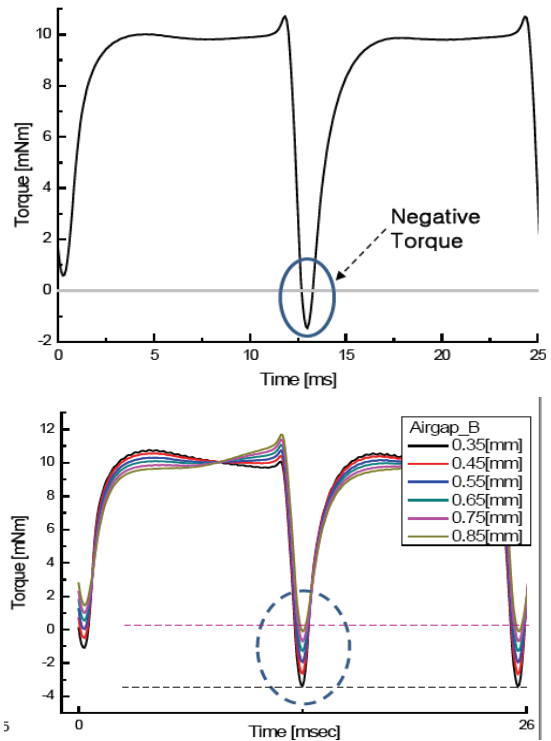 10
8
6
4
2
0
-2
Torque [mNm]
Negative
Torque
0
5
10
15
20
25
Time [ms]
12
10
8
6
4
2
0
-2
-4
Torque [mNm]
Airgap_B
0.35[mm]
0.45[mm]
0.55[mm]
0.65[mm]
0.75[mm]
0.85[mm]
5
0
Time [msec]
26